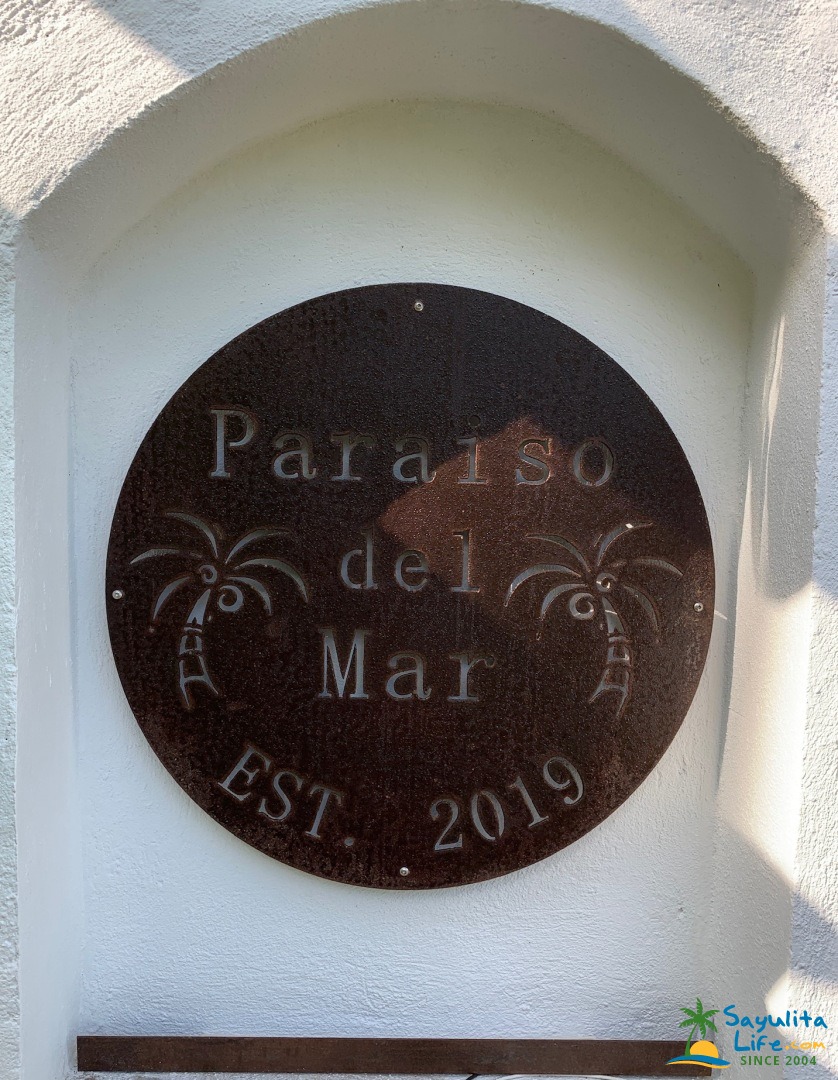 Paraiso
del
Mar
EST. 2019
Sayulita
Life.com
SINCE 2004